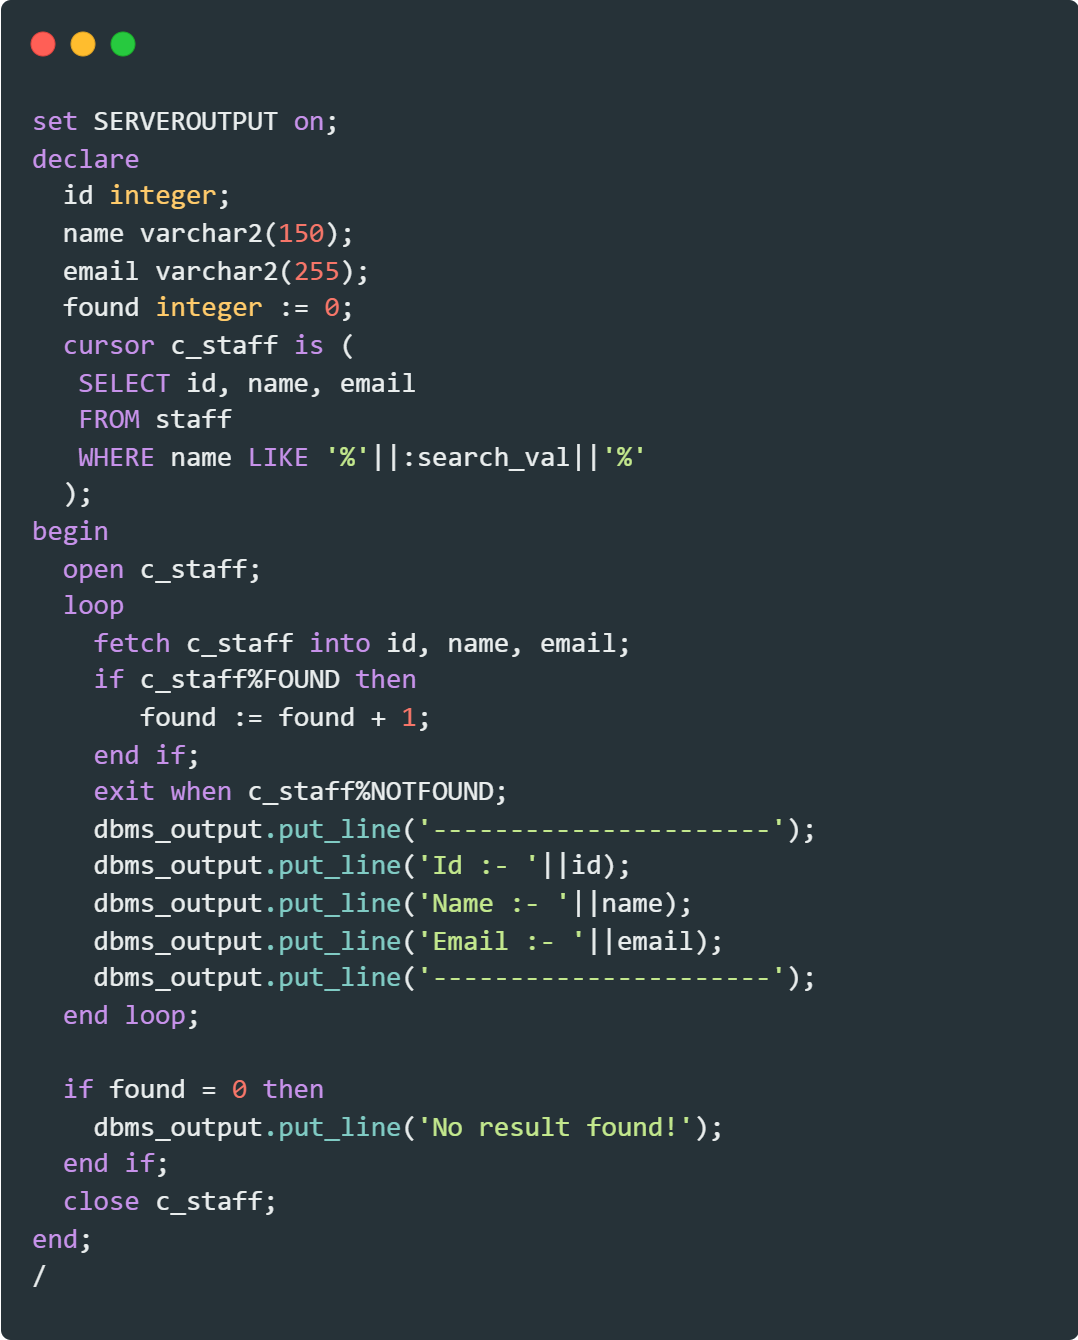 set SERVEROUTPUT on;
declare
  id integer;
  name varchar2(150);
  email varchar2(255);
  found integer := 0;
  cursor c_staff is (
   SELECT id, name, email
   FROM staff
   WHERE name LIKE '%'||:search_val||'%'
  );
begin
  open c_staff;
  loop
    fetch c_staff into id, name, email;
    if c_staff%FOUND then
       found := found + 1;
    end if;
    exit when c_staff%NOTFOUND;
    dbms_output.put_line('----------------------');
    dbms_output.put_line('Id :- '||id);
    dbms_output.put_line('Name :- '||name);
    dbms_output.put_line('Email :- '||email);
    dbms_output.put_line('----------------------');
  end loop;

  if found = 0 then
    dbms_output.put_line('No result found!');
  end if;
  close c_staff;
end;
/